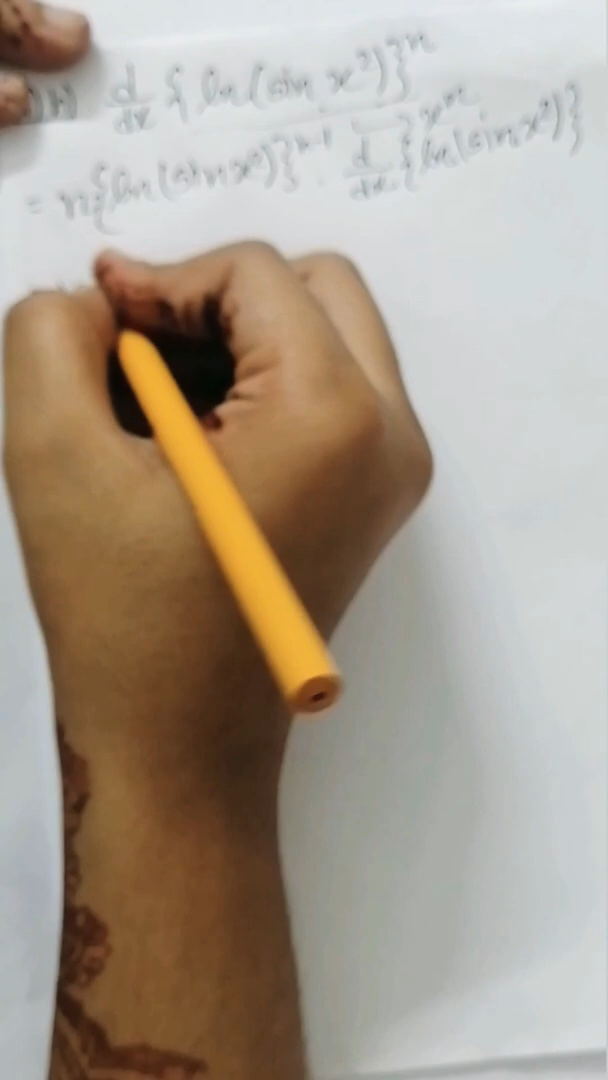 d/dx {ln(sin x²)}ⁿ
= n{ln(sin x²)}ⁿ⁻¹ · d/dx {ln(sin x²)}